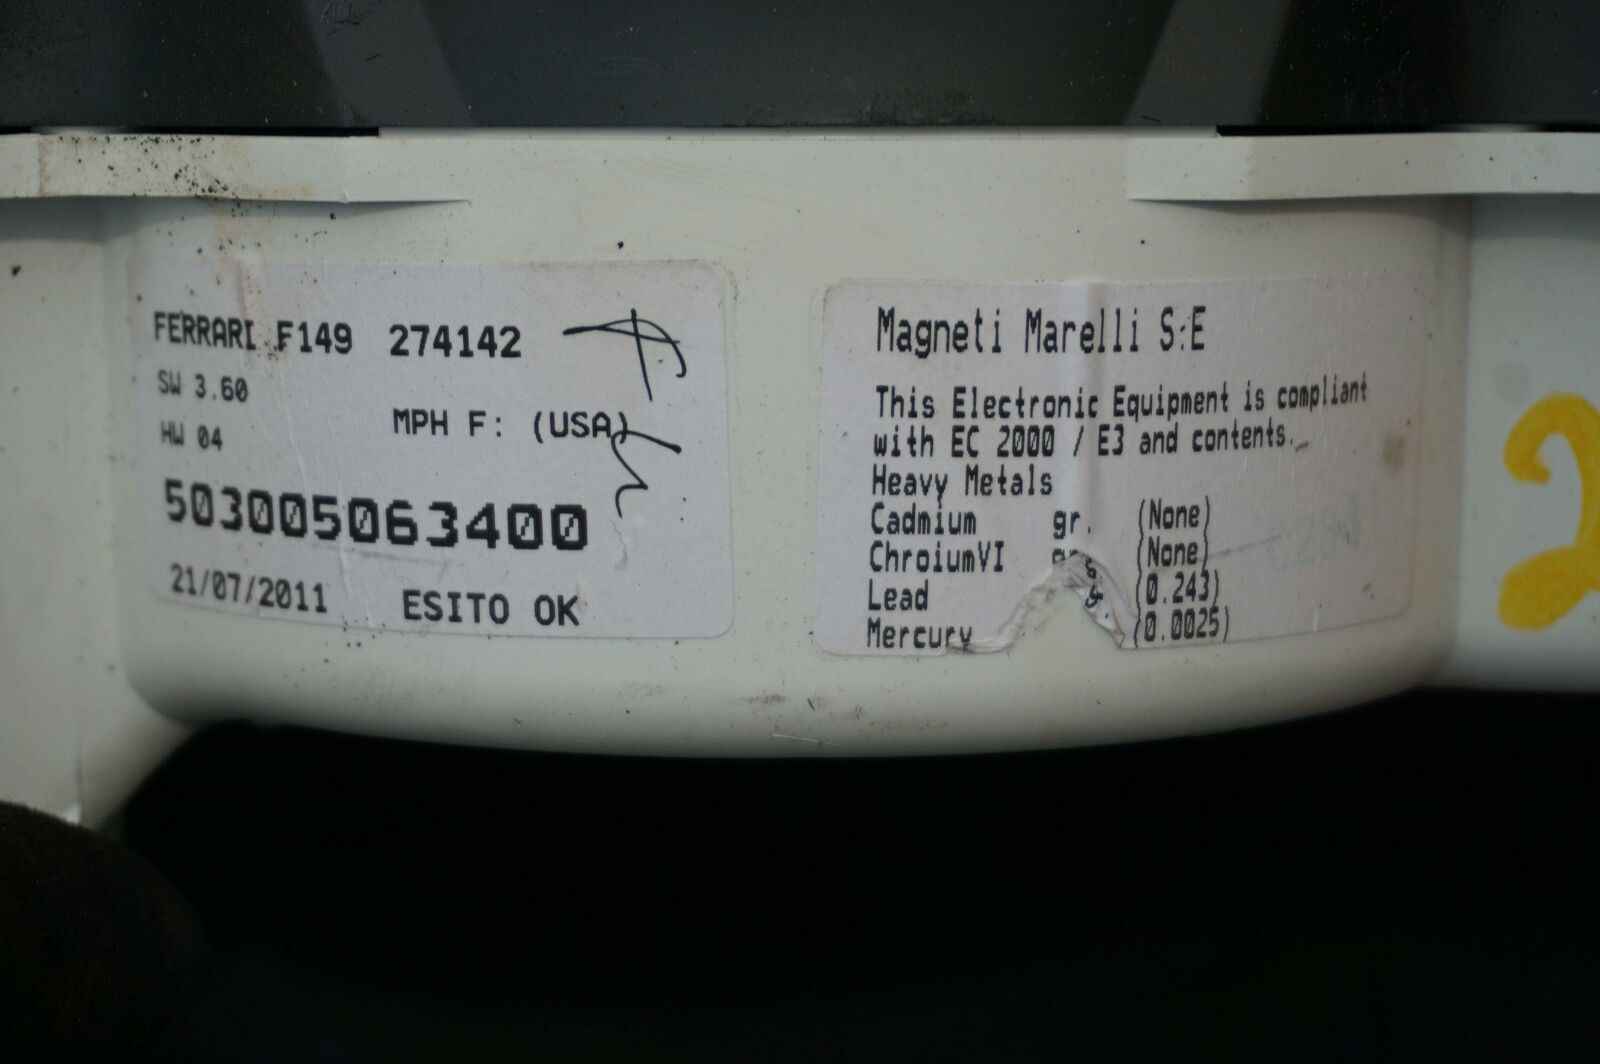 FERRARI F149 274142
SW 3.60
MPH F: (USA)
HW 04
503005063400
21/07/2011 ESITO OK
Magneti Marelli S.E
This Electronic Equipment is compliant
with EC 2000 / E3 and contents.
Heavy Metals
Cadmium gr. (None)
ChroiumVI gr. (None)
Lead (0.243)
Mercury (0.0025)
2